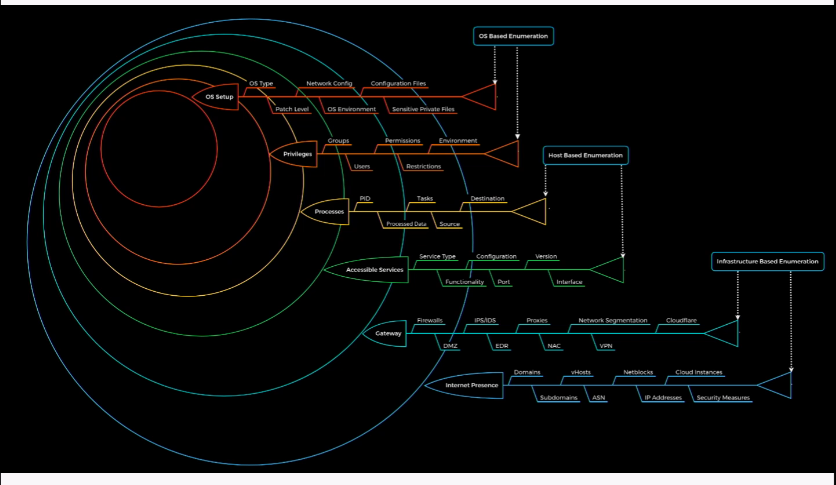 OS Based Enumeration
OS Setup
OS Type
Network Config
Configuration Files
Patch Level
OS Environment
Sensitive Private Files
Privileges
Groups
Permissions
Environment
Users
Restrictions
Host Based Enumeration
Processes
PID
Tasks
Destination
Processed Data
Source
Accessible Services
Service Type
Configuration
Version
Functionality
Port
Interface
Infrastructure Based Enumeration
Gateway
Firewalls
IPS/IDS
Proxies
Network Segmentation
Cloudflare
DMZ
EDR
NAC
VPN
Internet Presence
Domains
vHosts
Netblocks
Cloud Instances
Subdomains
ASN
IP Addresses
Security Measures